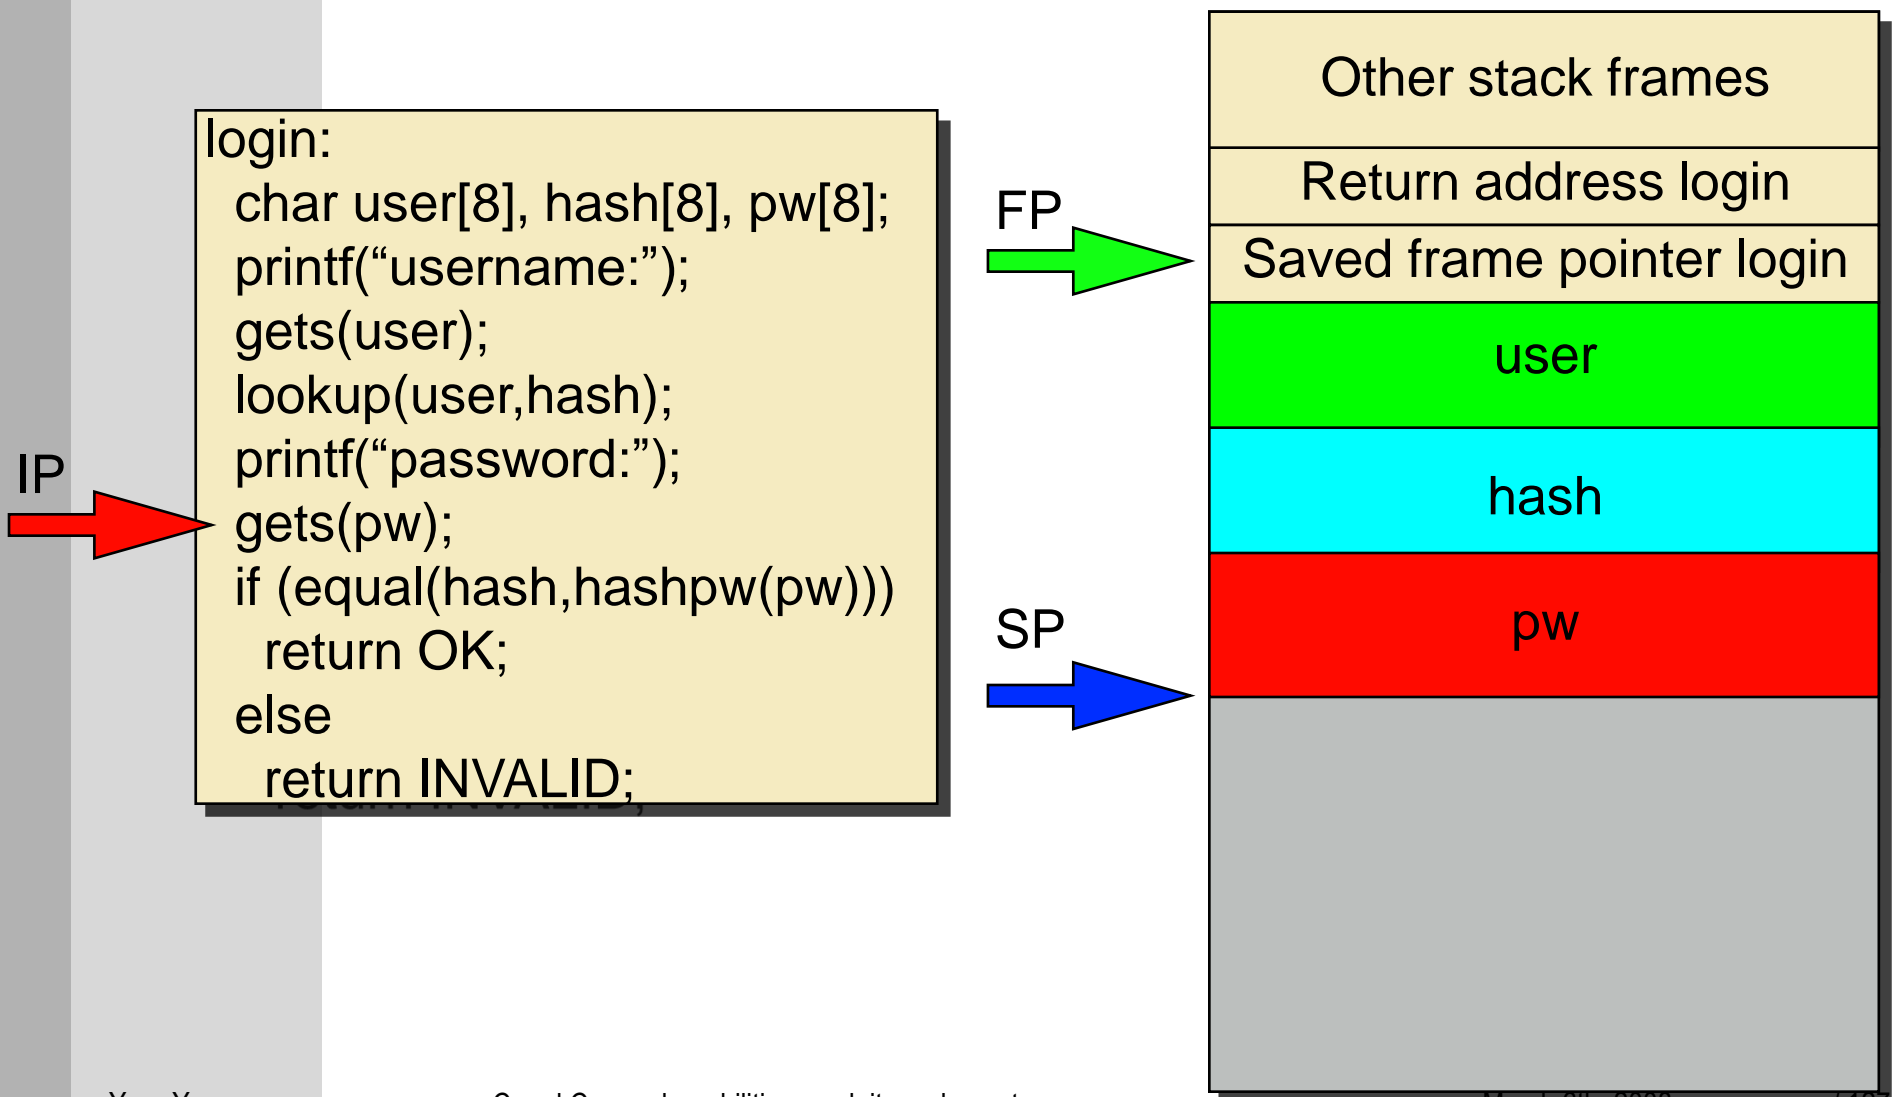 login:
char user[8], hash[8], pw[8];
printf(“username:”);
gets(user);
lookup(user,hash);
printf(“password:”);
gets(pw);
if (equal(hash,hashpw(pw)))
return OK;
else
return INVALID;
IP
FP
SP
Other stack frames
Return address login
Saved frame pointer login
user
hash
pw